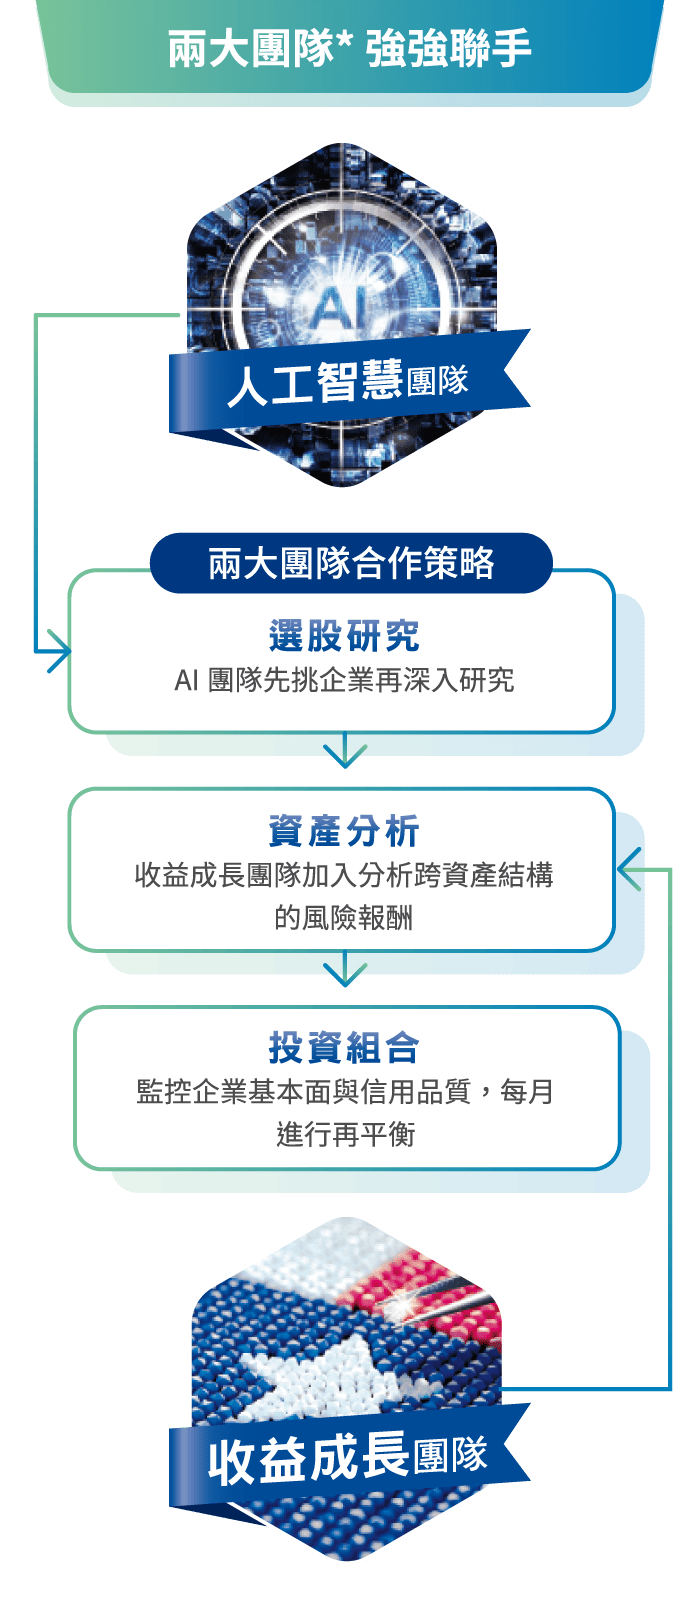 兩大團隊* 強強聯手
AI
人工智慧團隊
兩大團隊合作策略
選股研究
AI 團隊先挑企業再深入研究
資產分析
收益成長團隊加入分析跨資產結構
的風險報酬
投資組合
監控企業基本面與信用品質，每月
進行再平衡
收益成長團隊